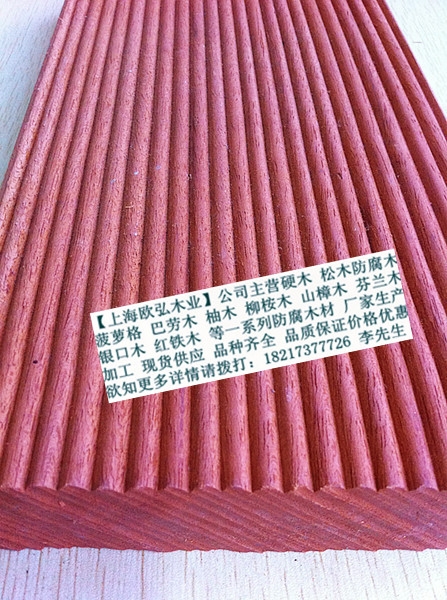 【上海欧弘木业】公司主营硬木 松木防腐木
菠萝格 巴劳木 柚木 柳桉木 山樟木 芬兰木
银口木 红铁木 等一系列防腐木材 厂家生产
加工 现货供应 品种齐全 品质保证价格优惠
欲知更多详情请拨打：18217377726 李先生